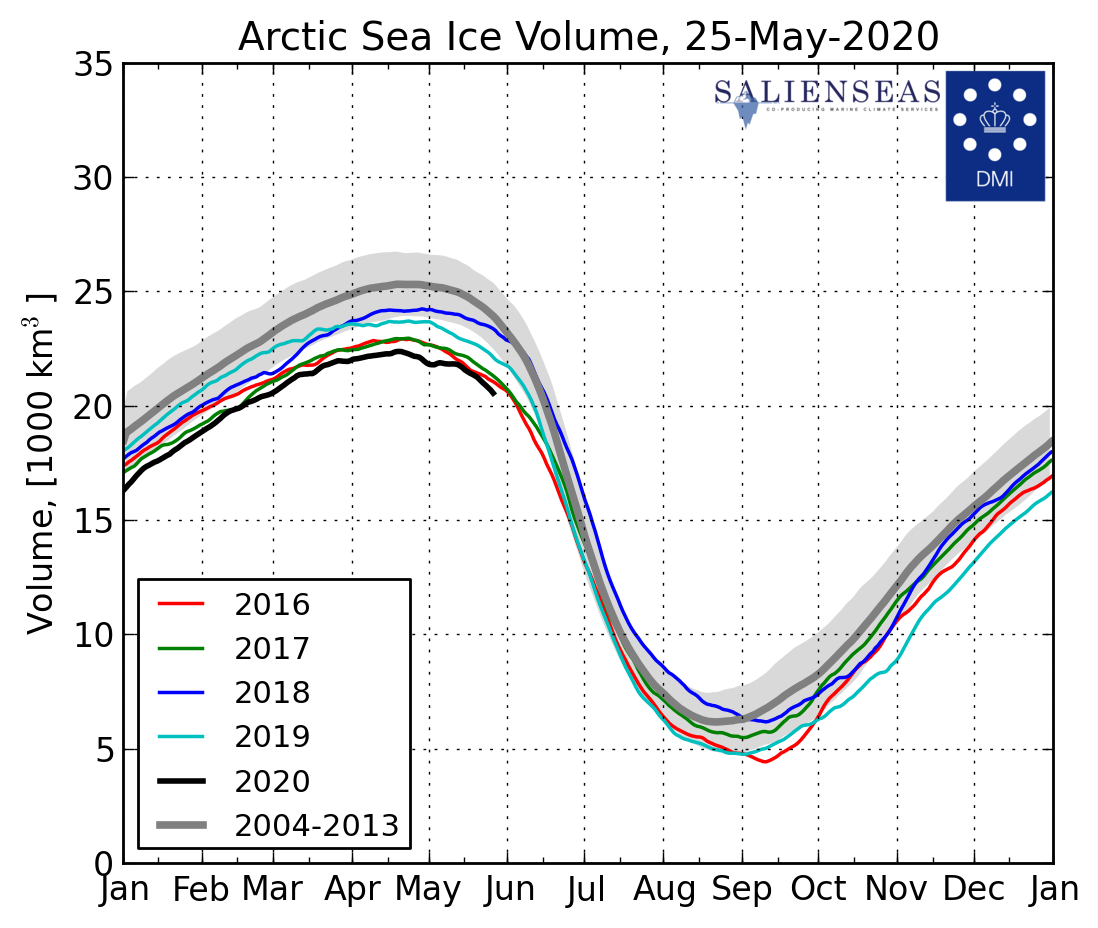 Arctic Sea Ice Volume, 25-May-2020
35
30
25
20
15
10
5
0
Volume, [1000 km³ ]
SALIENSEAS
CO-PRODUCING MARINE CLIMATE SERVICES
DMI
2016
2017
2018
2019
2020
2004-2013
Jan Feb Mar Apr May Jun Jul Aug Sep Oct Nov Dec Jan